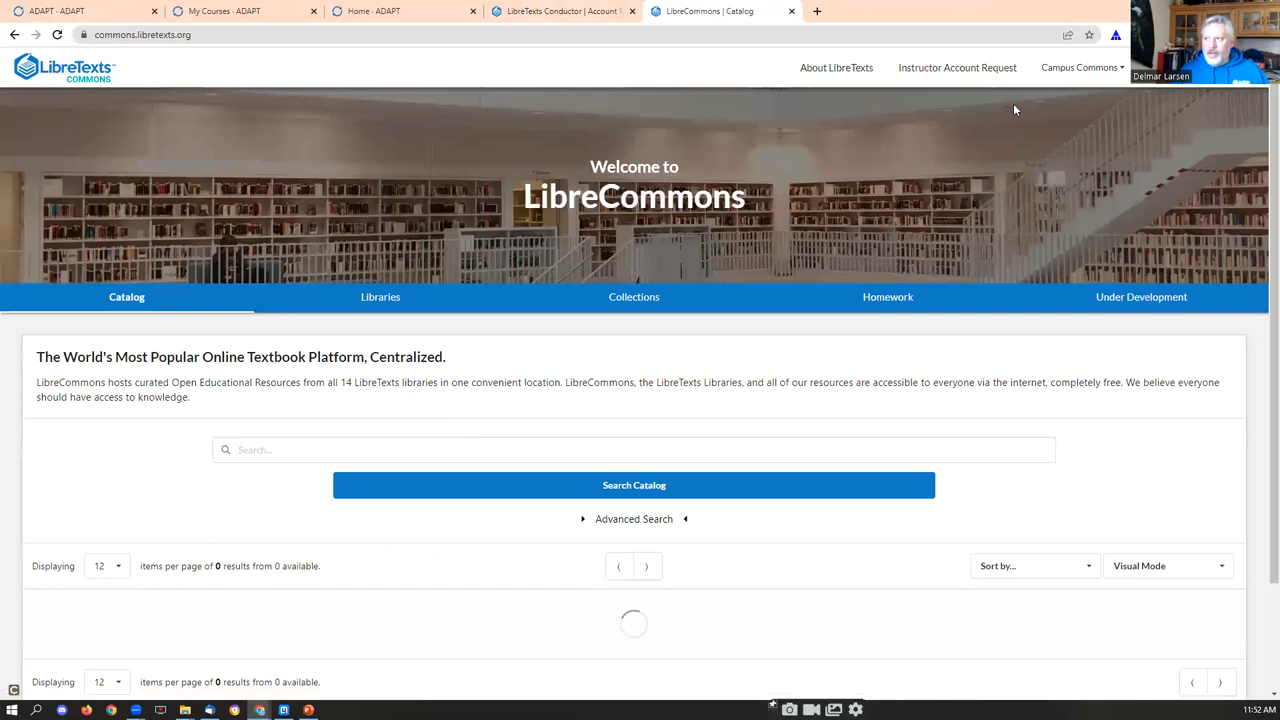 ADAPT - ADAPT
My Courses - ADAPT
Home - ADAPT
LibreTexts Conductor | Account R
LibreCommons | Catalog
commons.libretexts.org
LibreTexts™
COMMONS
About LibreTexts
Instructor Account Request
Campus Commons
Delmar Larsen
Welcome to
LibreCommons
Catalog
Libraries
Collections
Homework
Under Development
The World's Most Popular Online Textbook Platform, Centralized.
LibreCommons hosts curated Open Educational Resources from all 14 LibreTexts libraries in one convenient location. LibreCommons, the LibreTexts Libraries, and all of our resources are accessible to everyone via the internet, completely free. We believe everyone
should have access to knowledge.
Search...
Search Catalog
Advanced Search
Displaying 12 items per page of 0 results from 0 available.
Sort by...
Visual Mode
Displaying 12 items per page of 0 results from 0 available.
11:52 AM